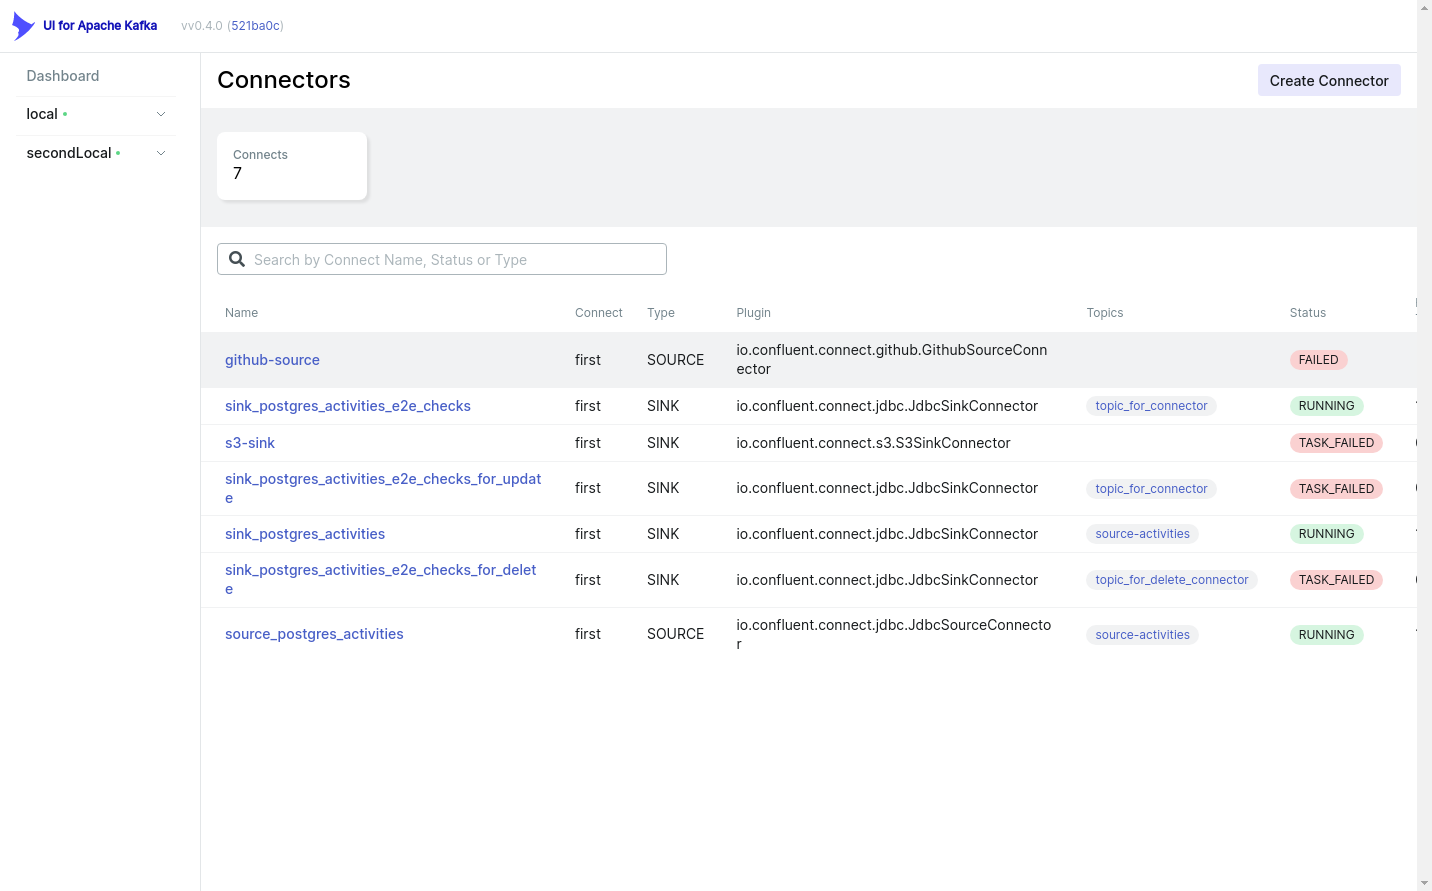 UI for Apache Kafka vv0.4.0 (521ba0c)
Dashboard
local
secondLocal
Connectors
Create Connector
Connects
7
Search by Connect Name, Status or Type
Name Connect Type Plugin Topics Status
github-source first SOURCE io.confluent.connect.github.GithubSourceConn
ector FAILED
sink_postgres_activities_e2e_checks first SINK io.confluent.connect.jdbc.JdbcSinkConnector topic_for_connector RUNNING
s3-sink first SINK io.confluent.connect.s3.S3SinkConnector TASK_FAILED
sink_postgres_activities_e2e_checks_for_updat
e first SINK io.confluent.connect.jdbc.JdbcSinkConnector topic_for_connector TASK_FAILED
sink_postgres_activities first SINK io.confluent.connect.jdbc.JdbcSinkConnector source-activities RUNNING
sink_postgres_activities_e2e_checks_for_delet
e first SINK io.confluent.connect.jdbc.JdbcSinkConnector topic_for_delete_connector TASK_FAILED
source_postgres_activities first SOURCE io.confluent.connect.jdbc.JdbcSourceConnecto
r source-activities RUNNING